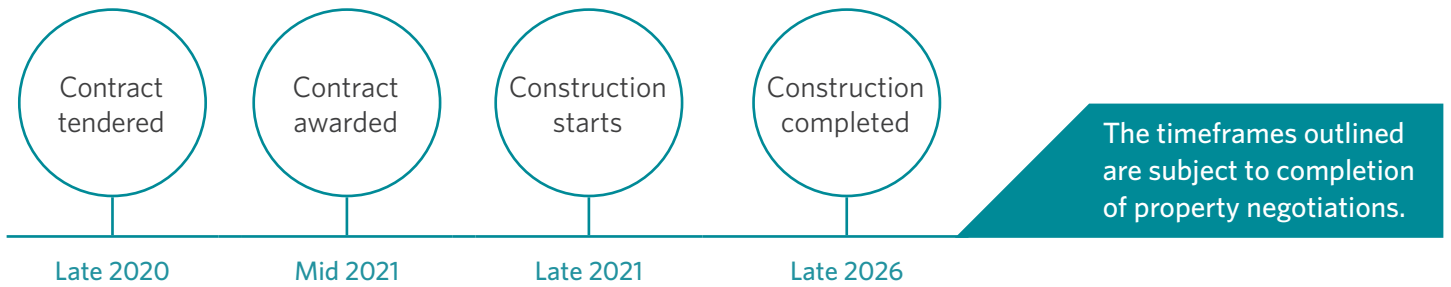 Contract
tendered
Contract
awarded
Construction
starts
Construction
completed
The timeframes outlined
are subject to completion
of property negotiations.
Late 2020
Mid 2021
Late 2021
Late 2026